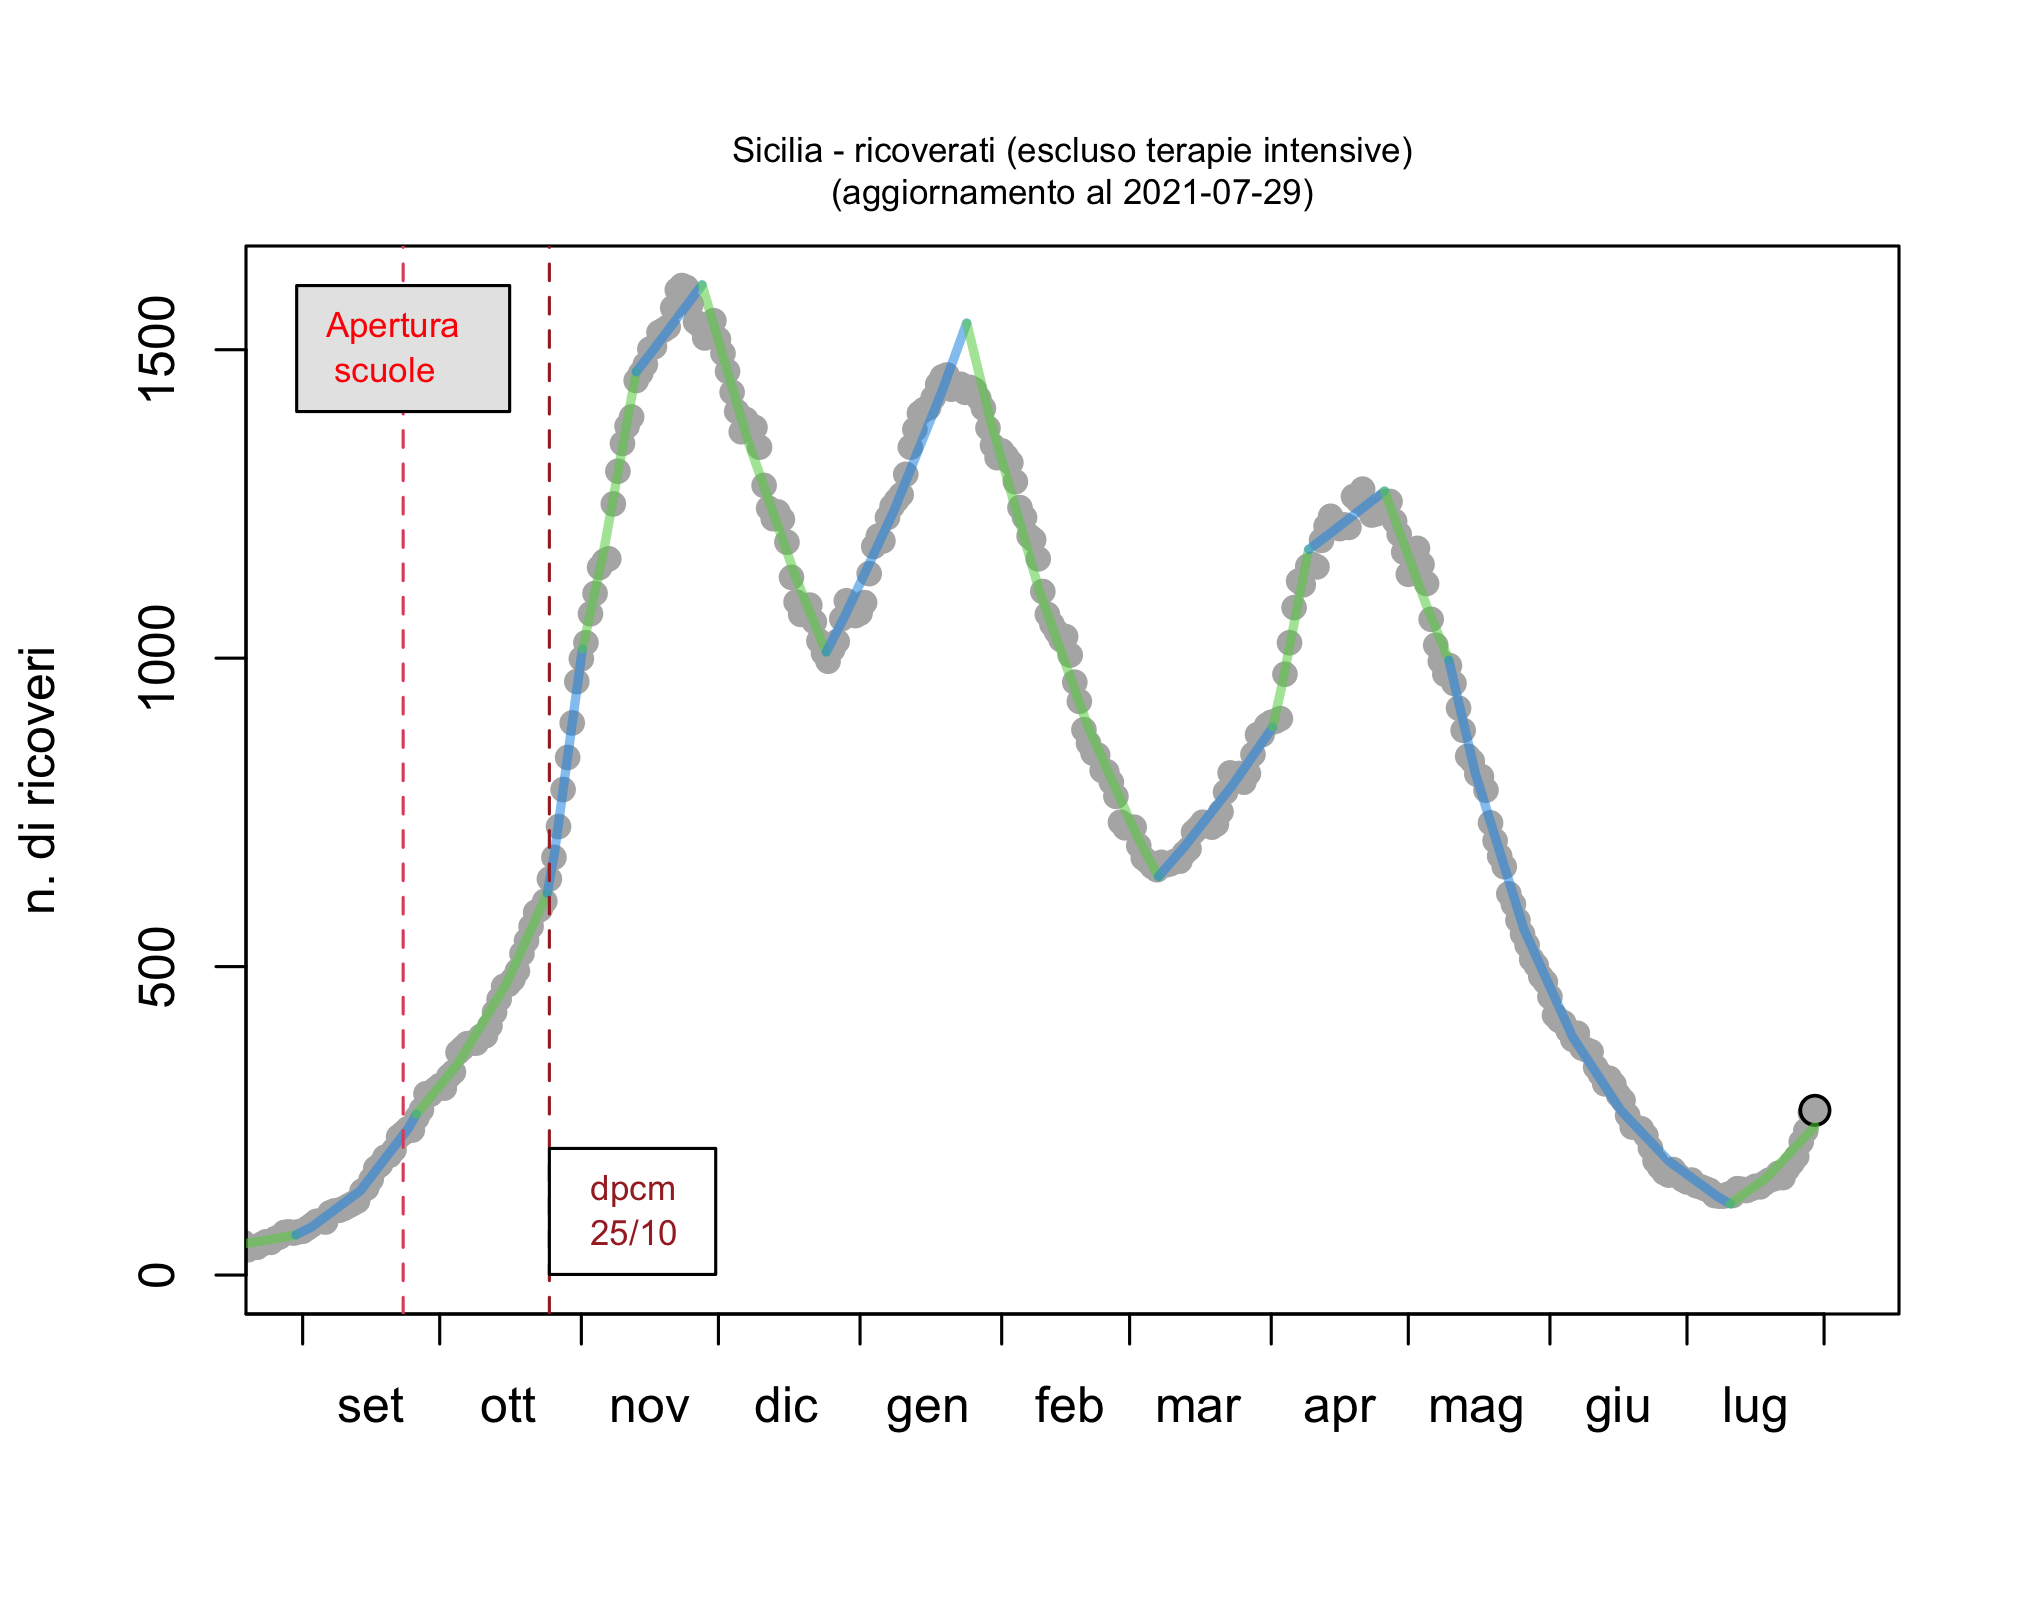 Sicilia - ricoverati (escluso terapie intensive)
(aggiornamento al 2021-07-29)
n. di ricoveri
1500
1000
500
0
Apertura
scuole
dpcm
25/10
set ott nov dic gen feb mar apr mag giu lug